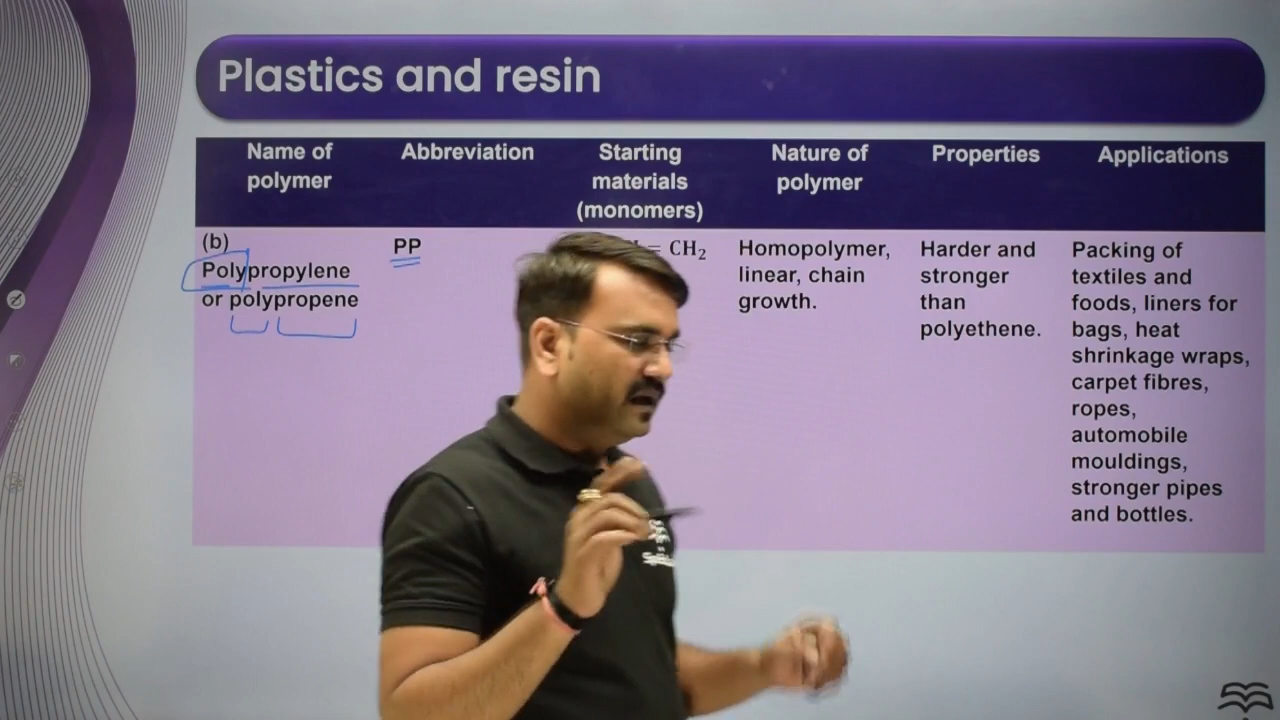 Plastics and resin
Name of
polymer
Abbreviation
Starting
materials
(monomers)
Nature of
polymer
Properties
Applications
(b)
Polypropylene
or polypropene
PP
= CH₂
Homopolymer,
linear, chain
growth.
Harder and
stronger
than
polyethene.
Packing of
textiles and
foods, liners for
bags, heat
shrinkage wraps,
carpet fibres,
ropes,
automobile
mouldings,
stronger pipes
and bottles.